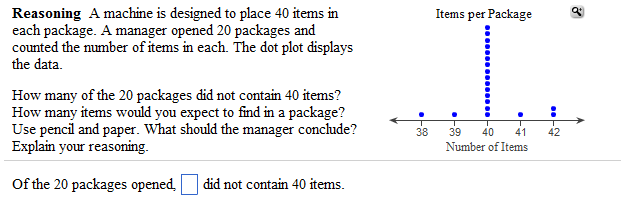 Reasoning A machine is designed to place 40 items in
each package. A manager opened 20 packages and
counted the number of items in each. The dot plot displays
the data.
How many of the 20 packages did not contain 40 items?
How many items would you expect to find in a package?
Use pencil and paper. What should the manager conclude?
Explain your reasoning.
Items per Package
38 39 40 41 42
Number of Items
Of the 20 packages opened, did not contain 40 items.